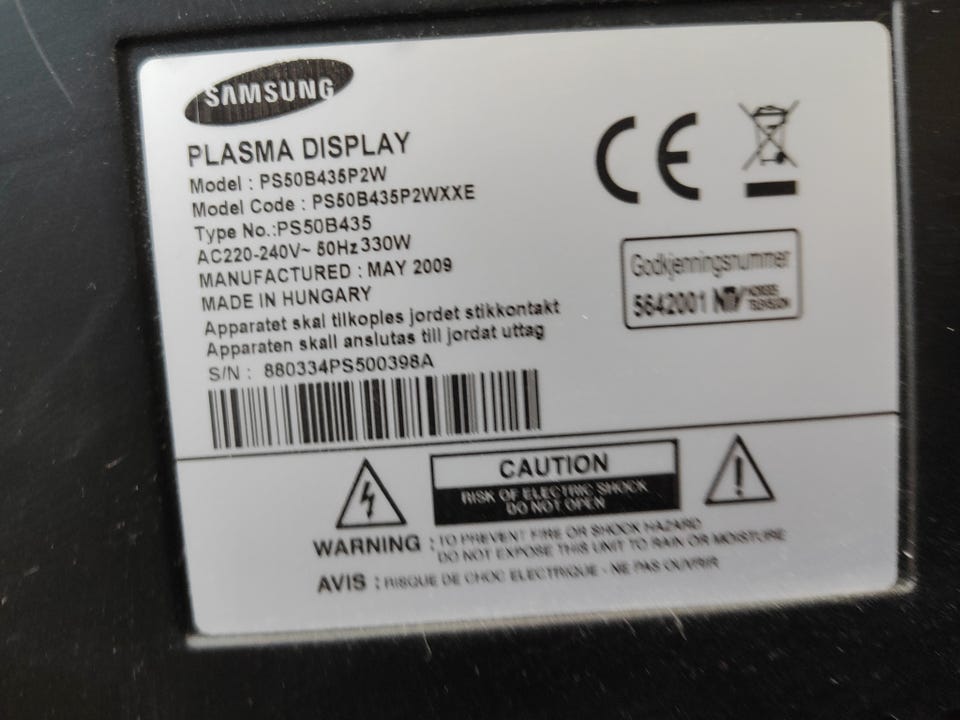 SAMSUNG
PLASMA DISPLAY
Model : PS50B435P2W
Model Code : PS50B435P2WXXE
Type No.:PS50B435
AC220-240V~ 50Hz 330W
MANUFACTURED : MAY 2009
MADE IN HUNGARY
Apparatet skal tilkoples jordet stikkontakt
Apparaten skall anslutas till jordat uttag
S/N : 880334PS500398A
CE
Godkjenningsnummer
5642001 NTV NORGES
TELEVISION
CAUTION
RISK OF ELECTRIC SHOCK
DO NOT OPEN
WARNING : TO PREVENT FIRE OR SHOCK HAZARD
DO NOT EXPOSE THIS UNIT TO RAIN OR MOISTURE
AVIS : RISQUE DE CHOC ELECTRIQUE - NE PAS OUVRIR